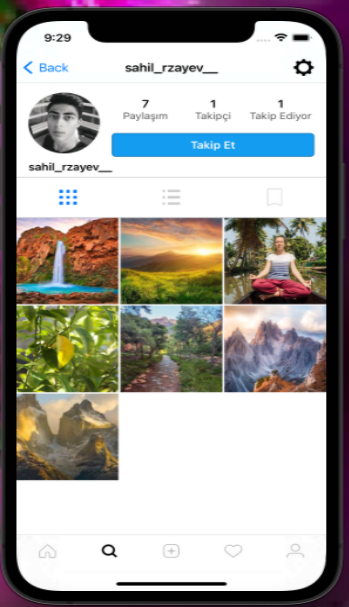 9:29
Back
sahil_rzayev__
7
1
1
Paylaşım
Takipçi
Takip Ediyor
Takip Et
sahil_rzayev__